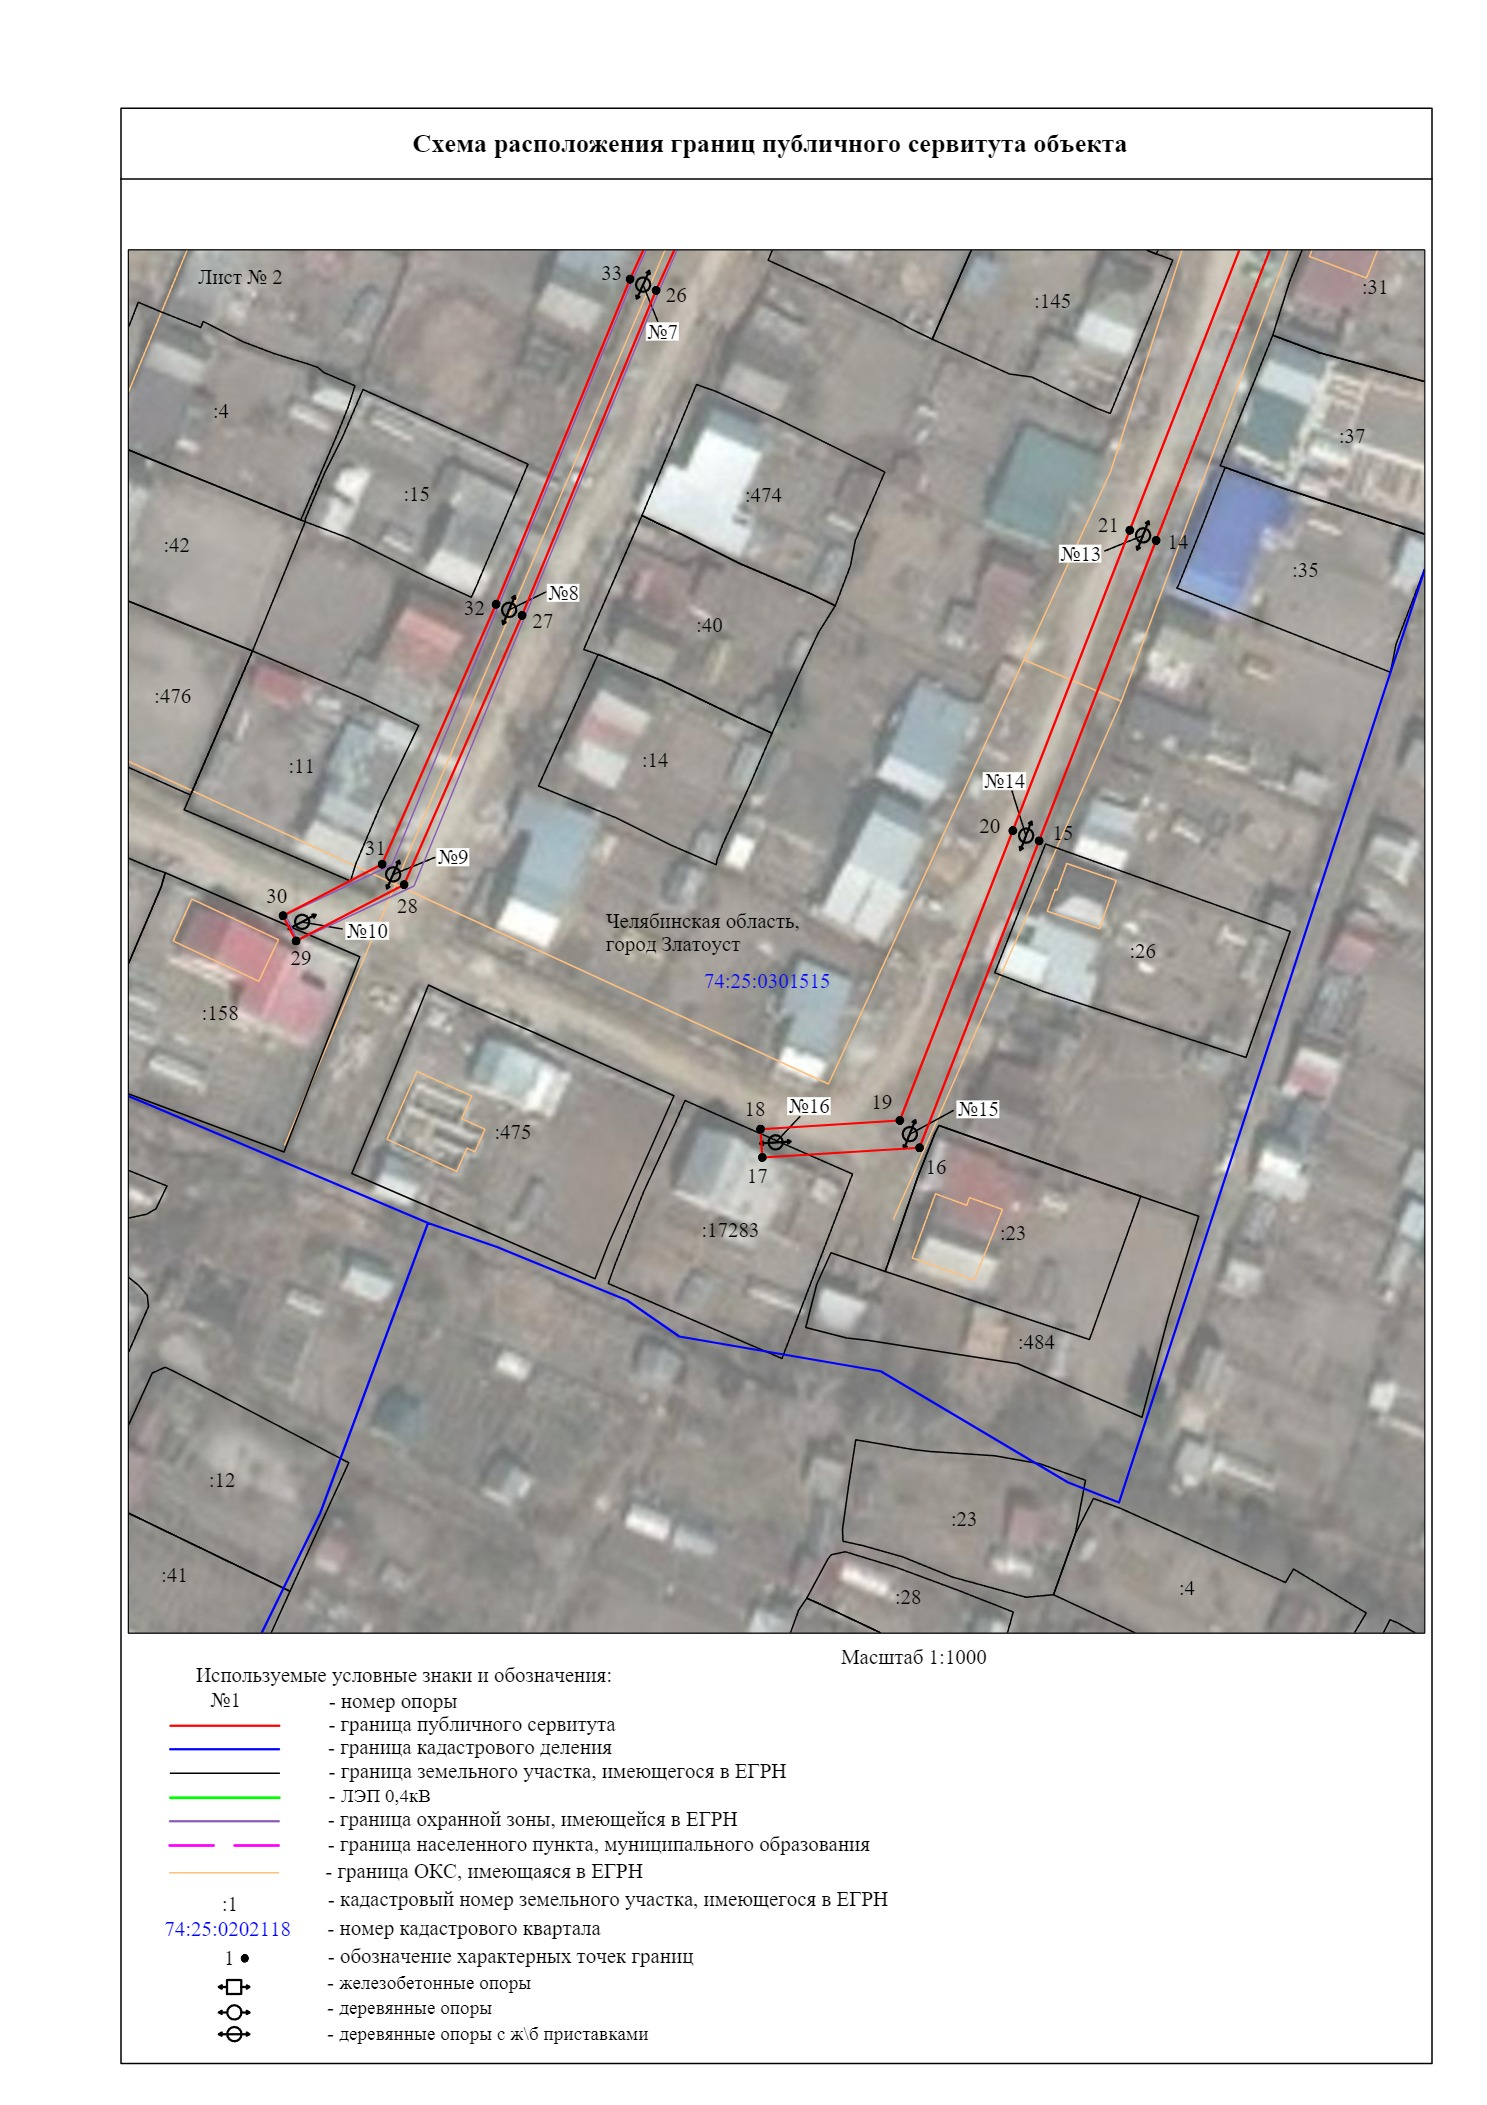 Схема расположения границ публичного сервитута объекта
Лист № 2
33
26
№7
:145
:31
:4
:15
:474
:37
:42
21
14
№13
:35
32
№8
27
:40
:476
:11
:14
№14
20
15
31
№9
30
28
№10
29
Челябинская область,
город Златоуст
74:25:0301515
:26
:158
18
№16
19
№15
:475
17
16
:17283
:23
:484
:12
:23
:41
:28
:4
Масштаб 1:1000
Используемые условные знаки и обозначения:
№1 - номер опоры
- граница публичного сервитута
- граница кадастрового деления
- граница земельного участка, имеющегося в ЕГРН
- ЛЭП 0,4кВ
- граница охранной зоны, имеющейся в ЕГРН
- граница населенного пункта, муниципального образования
- граница ОКС, имеющаяся в ЕГРН
:1 - кадастровый номер земельного участка, имеющегося в ЕГРН
74:25:0202118 - номер кадастрового квартала
1 - обозначение характерных точек границ
- железобетонные опоры
- деревянные опоры
- деревянные опоры с ж\б приставками